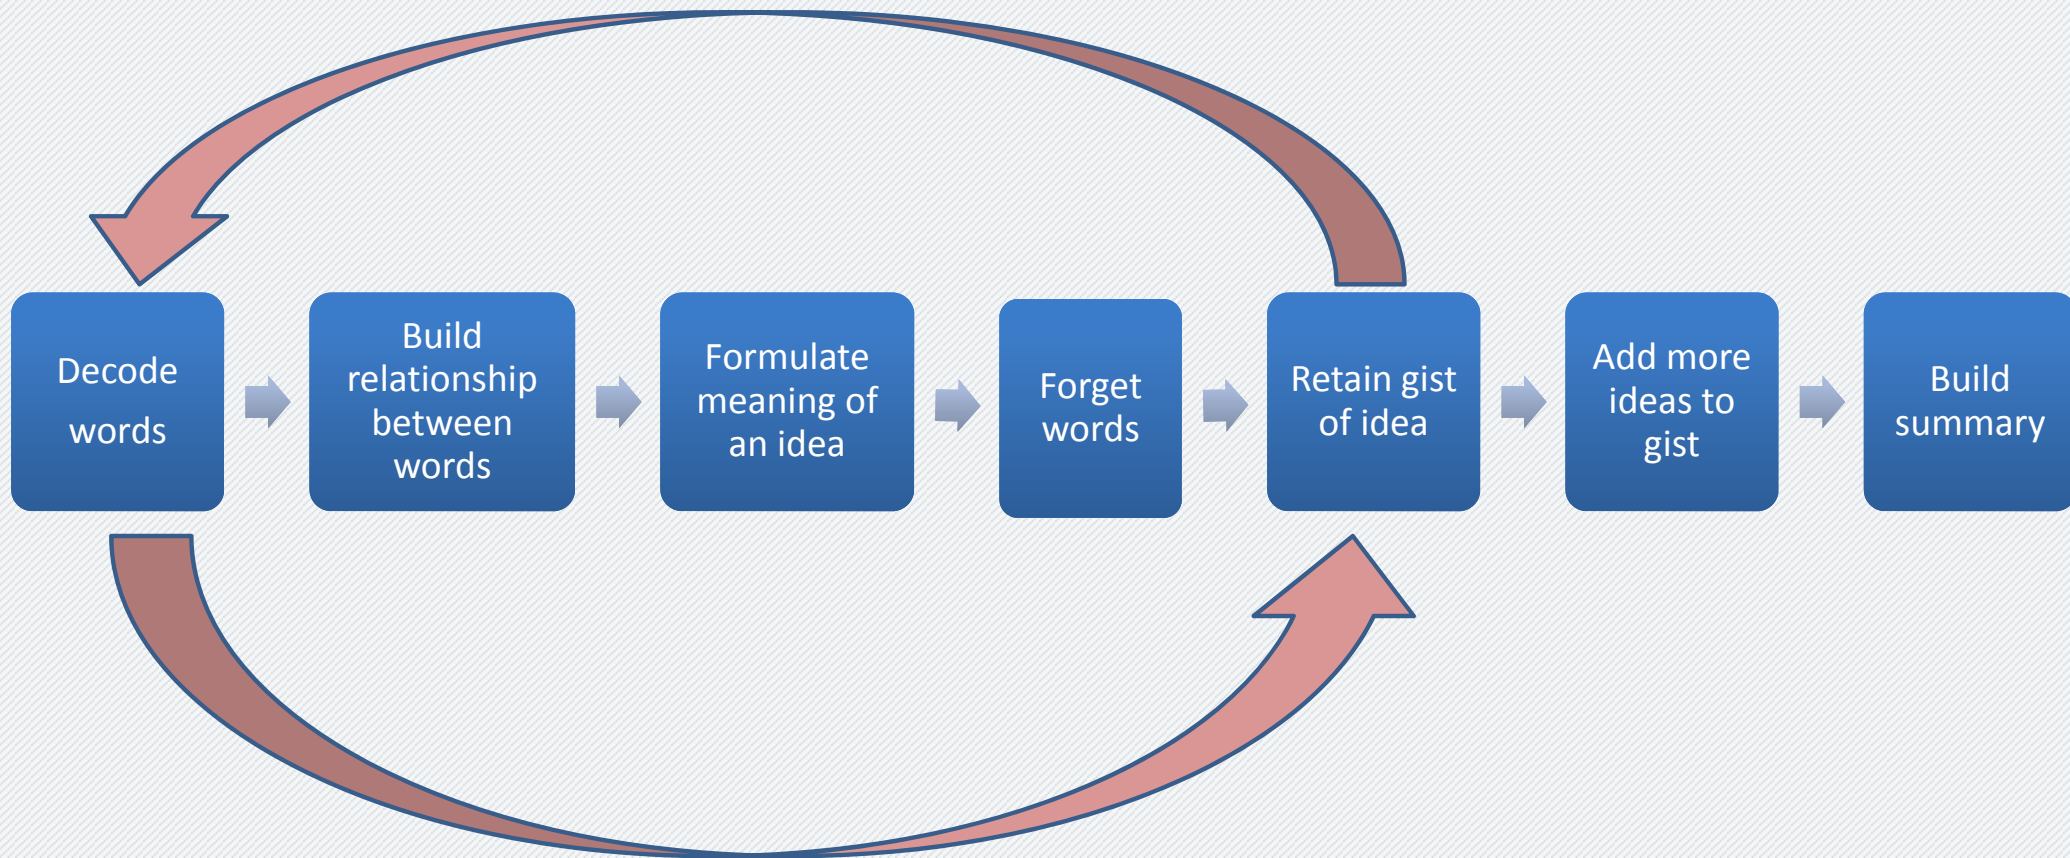 Decode
words
Build
relationship
between
words
Formulate
meaning of
an idea
Forget
words
Retain gist
of idea
Add more
ideas to
gist
Build
summary